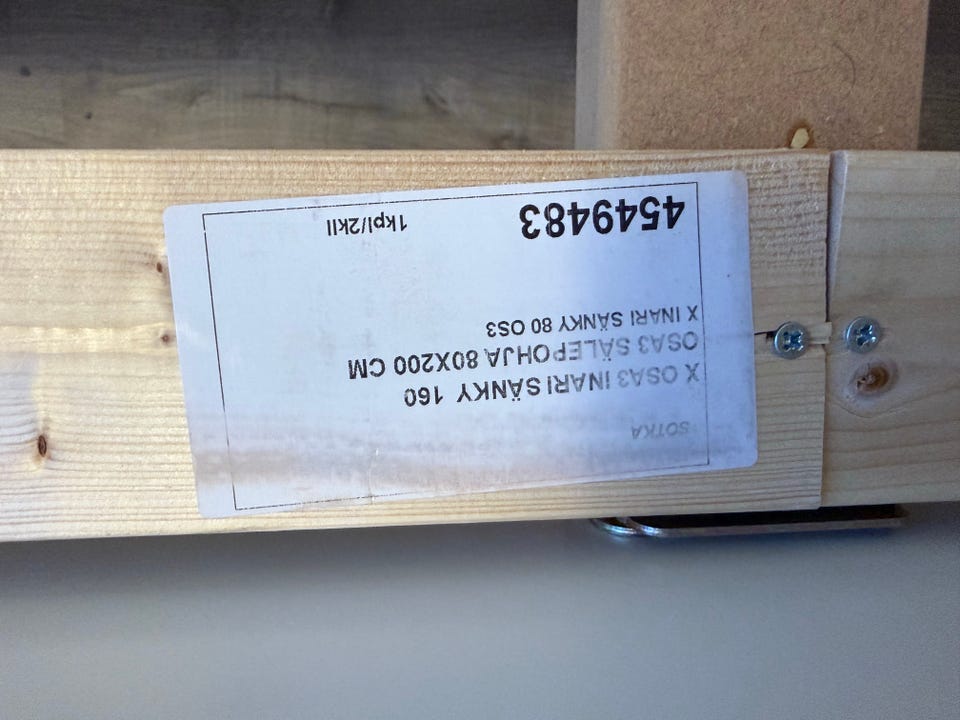 SOTKA
X OSA3 INARI SÄNKY 160
OSA3 SÄLEPOHJA 80X200 CM
X INARI SÄNKY 80 OS3
4549483 1kpl/2kll